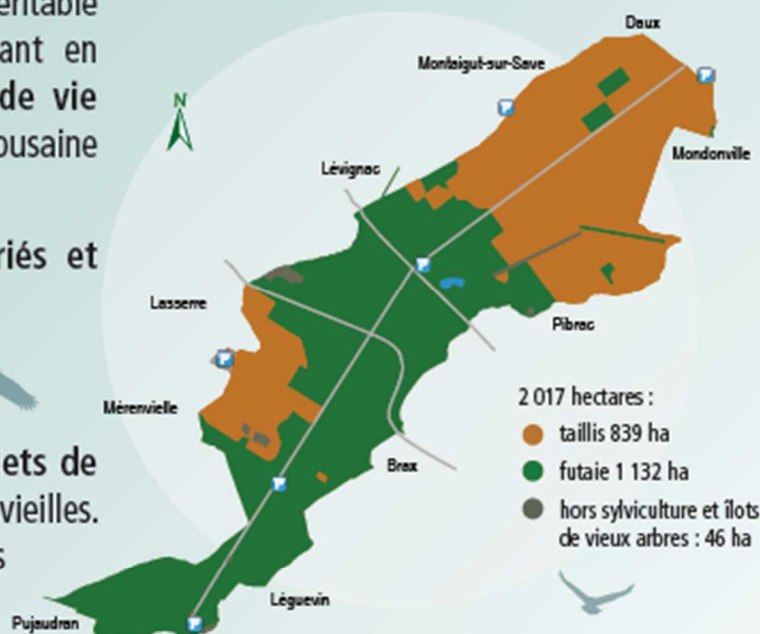 éritable
ant en
de vie
ousaine
riés et
ets de
vieilles.
s
N
Daux
Montaigut-sur-Save
P
P
Mondonville
Lévignac
P
Lasserre
Pibrac
P
Mérenvielle
Brax
P
Léguevin
Pujaudran
P
2 017 hectares :
taillis 839 ha
futaie 1 132 ha
hors sylviculture et îlots
de vieux arbres : 46 ha